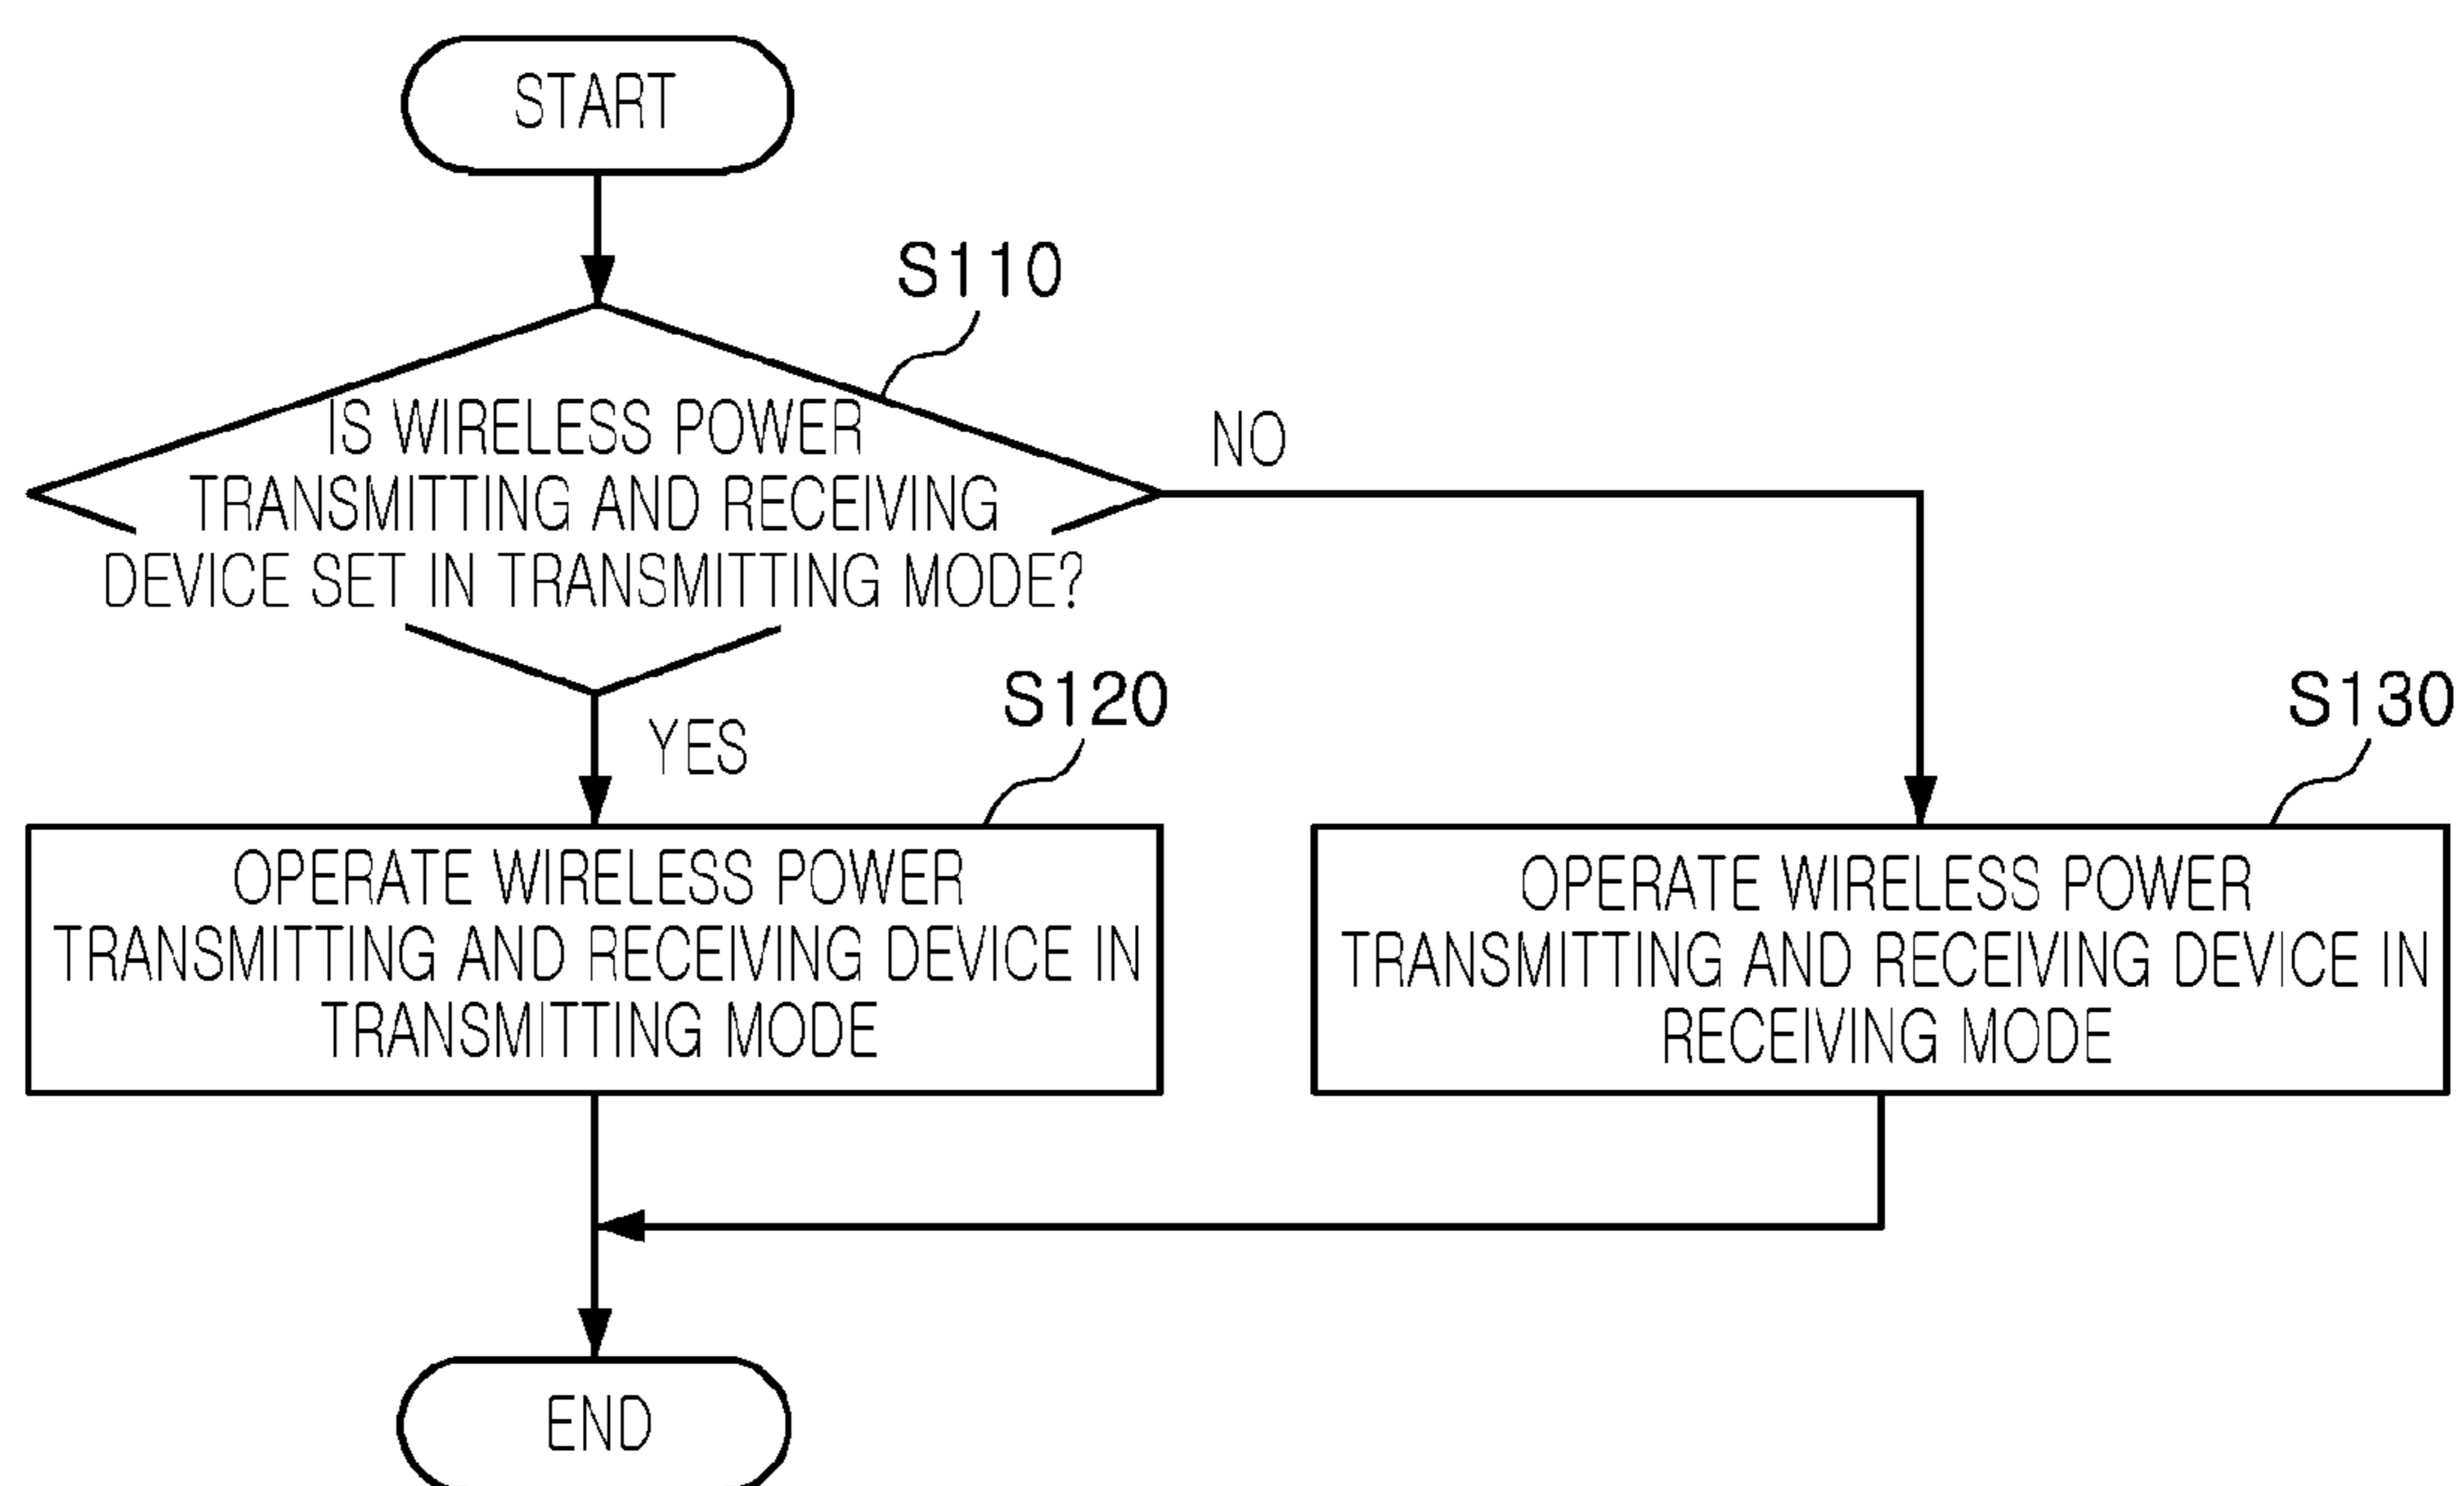 START
S110
IS WIRELESS POWER
TRANSMITTING AND RECEIVING
DEVICE SET IN TRANSMITTING MODE?
NO
YES
S120
OPERATE WIRELESS POWER
TRANSMITTING AND RECEIVING DEVICE IN
TRANSMITTING MODE
S130
OPERATE WIRELESS POWER
TRANSMITTING AND RECEIVING DEVICE IN
RECEIVING MODE
END